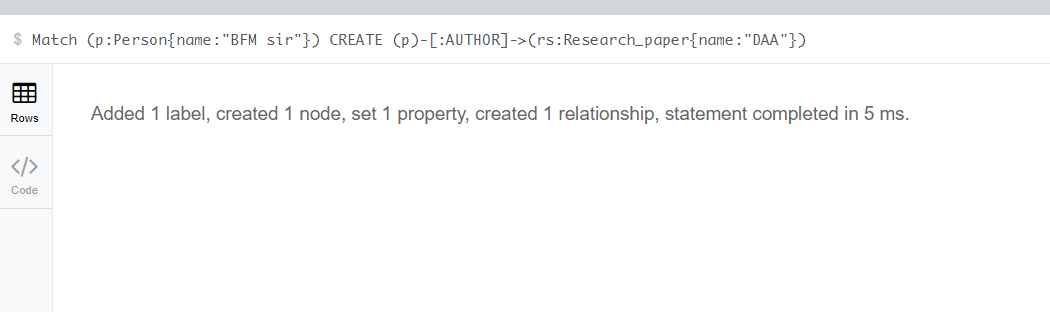 $ Match (p:Person{name:"BFM sir"}) CREATE (p)-[:AUTHOR]->(rs:Research_paper{name:"DAA"})
Rows
Added 1 label, created 1 node, set 1 property, created 1 relationship, statement completed in 5 ms.
</> 
Code